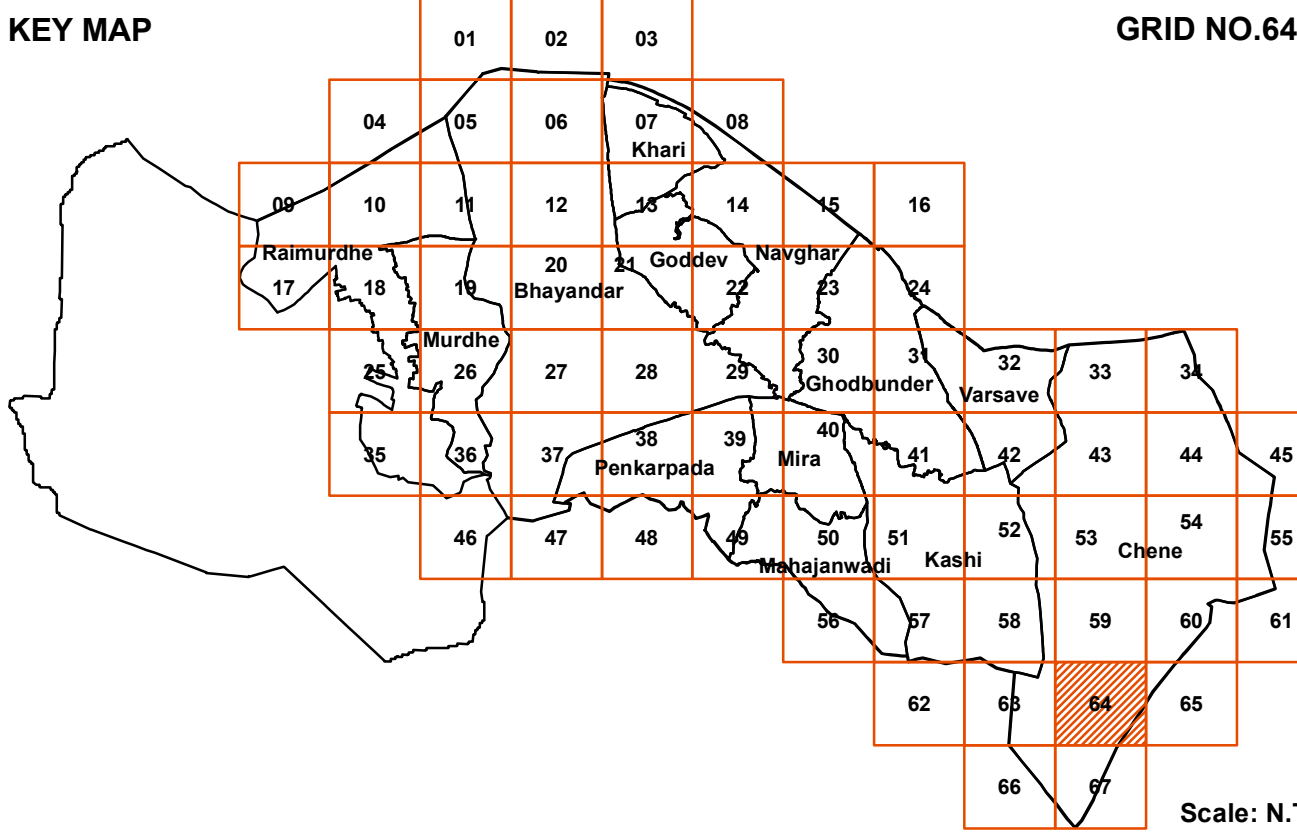 KEY MAP
GRID NO.64
01 02 03
04 05 06 07 08
Khari
09 10 11 12 13 14 15 16
Raimurdhe Goddev Navghar
17 18 19 20 21 22 23 24
Bhayandar
Murdhe
25 26 27 28 29 30 31 32 33 34
Ghodbunder Varsave
35 36 37 38 39 40 41 42 43 44 45
Penkarpada Mira
46 47 48 49 50 51 52 53 54 55
Mahajanwadi Kashi Chene
56 57 58 59 60 61
62 63 64 65
66 67
Scale: N.